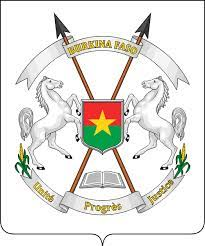 BURKINA FASO
Unité
Progrès
Justice